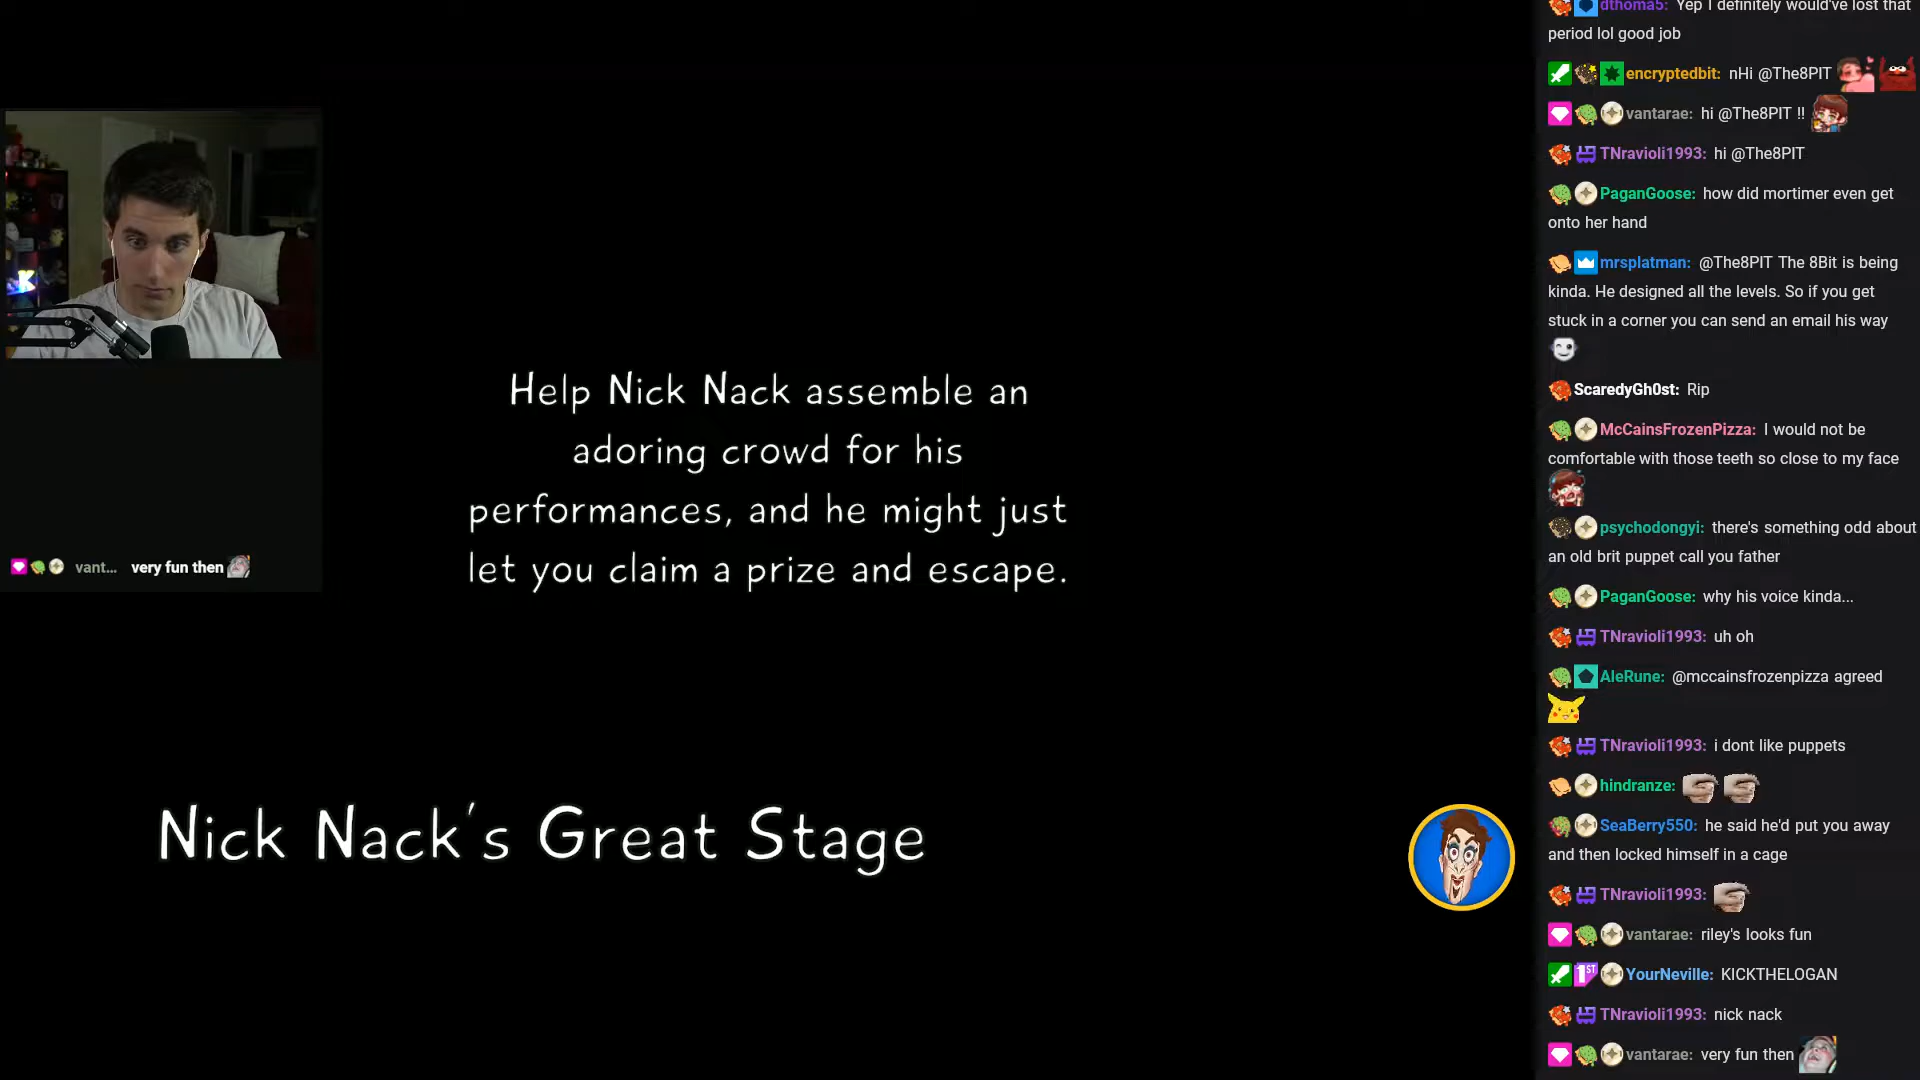 Help Nick Nack assemble an
adoring crowd for his
performances, and he might just
let you claim a prize and escape.
Nick Nack's Great Stage
vant... very fun then
dthoma5: Yep I definitely would've lost that
period lol good job
encryptedbit: nHi @The8PIT
vantarae: hi @The8PIT !!
TNravioli1993: hi @The8PIT
PaganGoose: how did mortimer even get
onto her hand
mrsplatman: @The8PIT The 8Bit is being
kinda. He designed all the levels. So if you get
stuck in a corner you can send an email his way
ScaredyGh0st: Rip
McCainsFrozenPizza: I would not be
comfortable with those teeth so close to my face
psychodongyi: there's something odd about
an old brit puppet call you father
PaganGoose: why his voice kinda...
TNravioli1993: uh oh
AleRune: @mccainsfrozenpizza agreed
TNravioli1993: i dont like puppets
hindranze:
SeaBerry550: he said he'd put you away
and then locked himself in a cage
TNravioli1993:
vantarae: riley's looks fun
1ST YourNeville: KICKTHELOGAN
TNravioli1993: nick nack
vantarae: very fun then